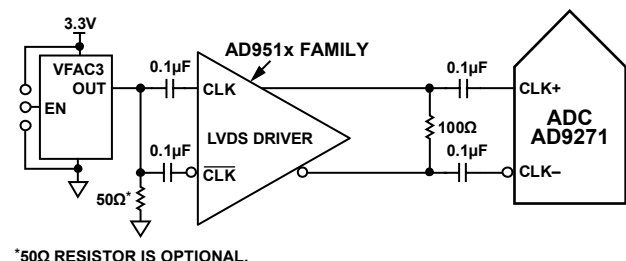 3.3V
VFAC3
OUT
EN
0.1µF
AD951x FAMILY
CLK
LVDS DRIVER
0.1µF
CLK
50Ω*
100Ω
0.1µF
CLK+
ADC
AD9271
0.1µF
CLK–
*50Ω RESISTOR IS OPTIONAL.